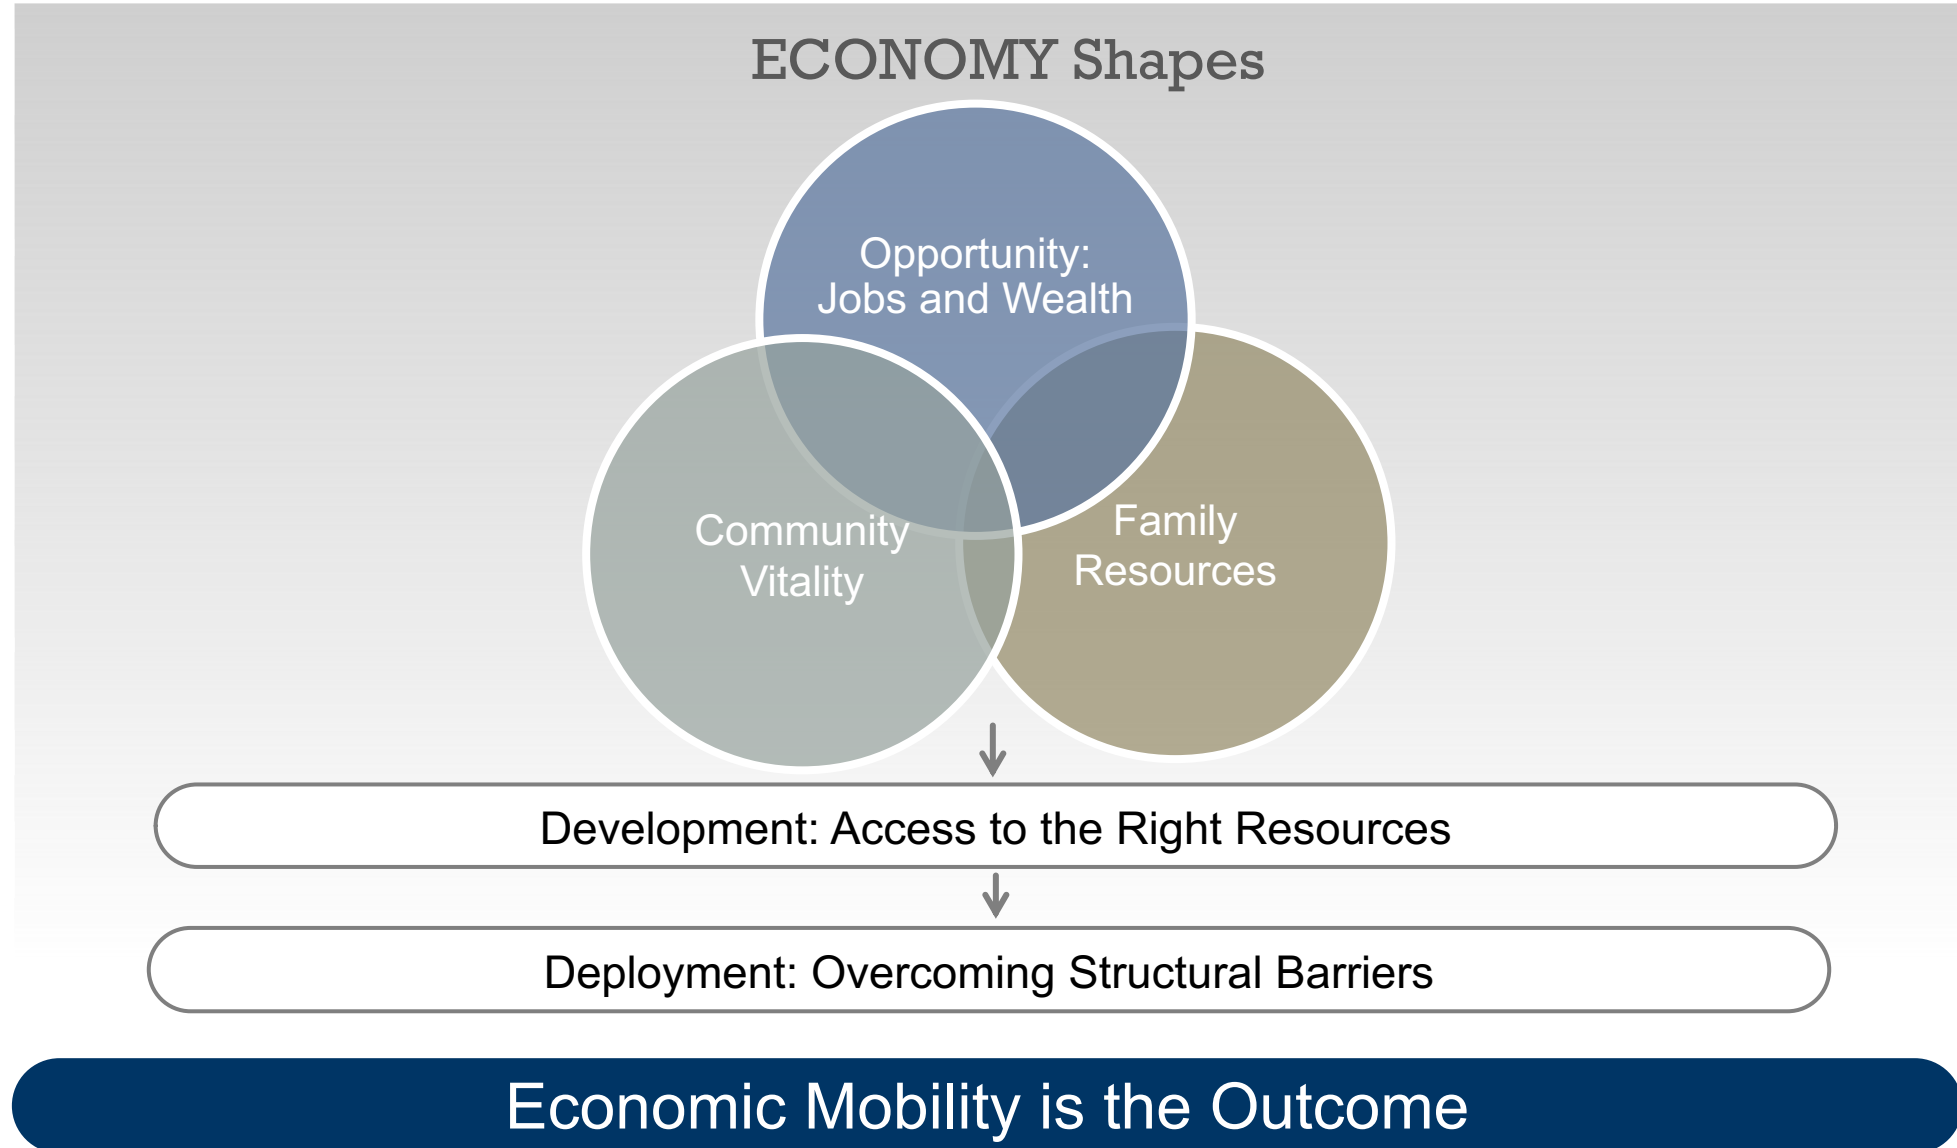 ECONOMY Shapes
Opportunity:
Jobs and Wealth
Community
Vitality
Family
Resources
Development: Access to the Right Resources
Deployment: Overcoming Structural Barriers
Economic Mobility is the Outcome